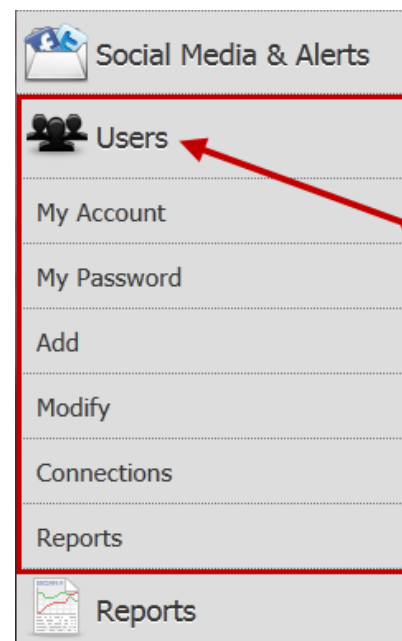 Social Media & Alerts
Users
My Account
My Password
Add
Modify
Connections
Reports
Reports